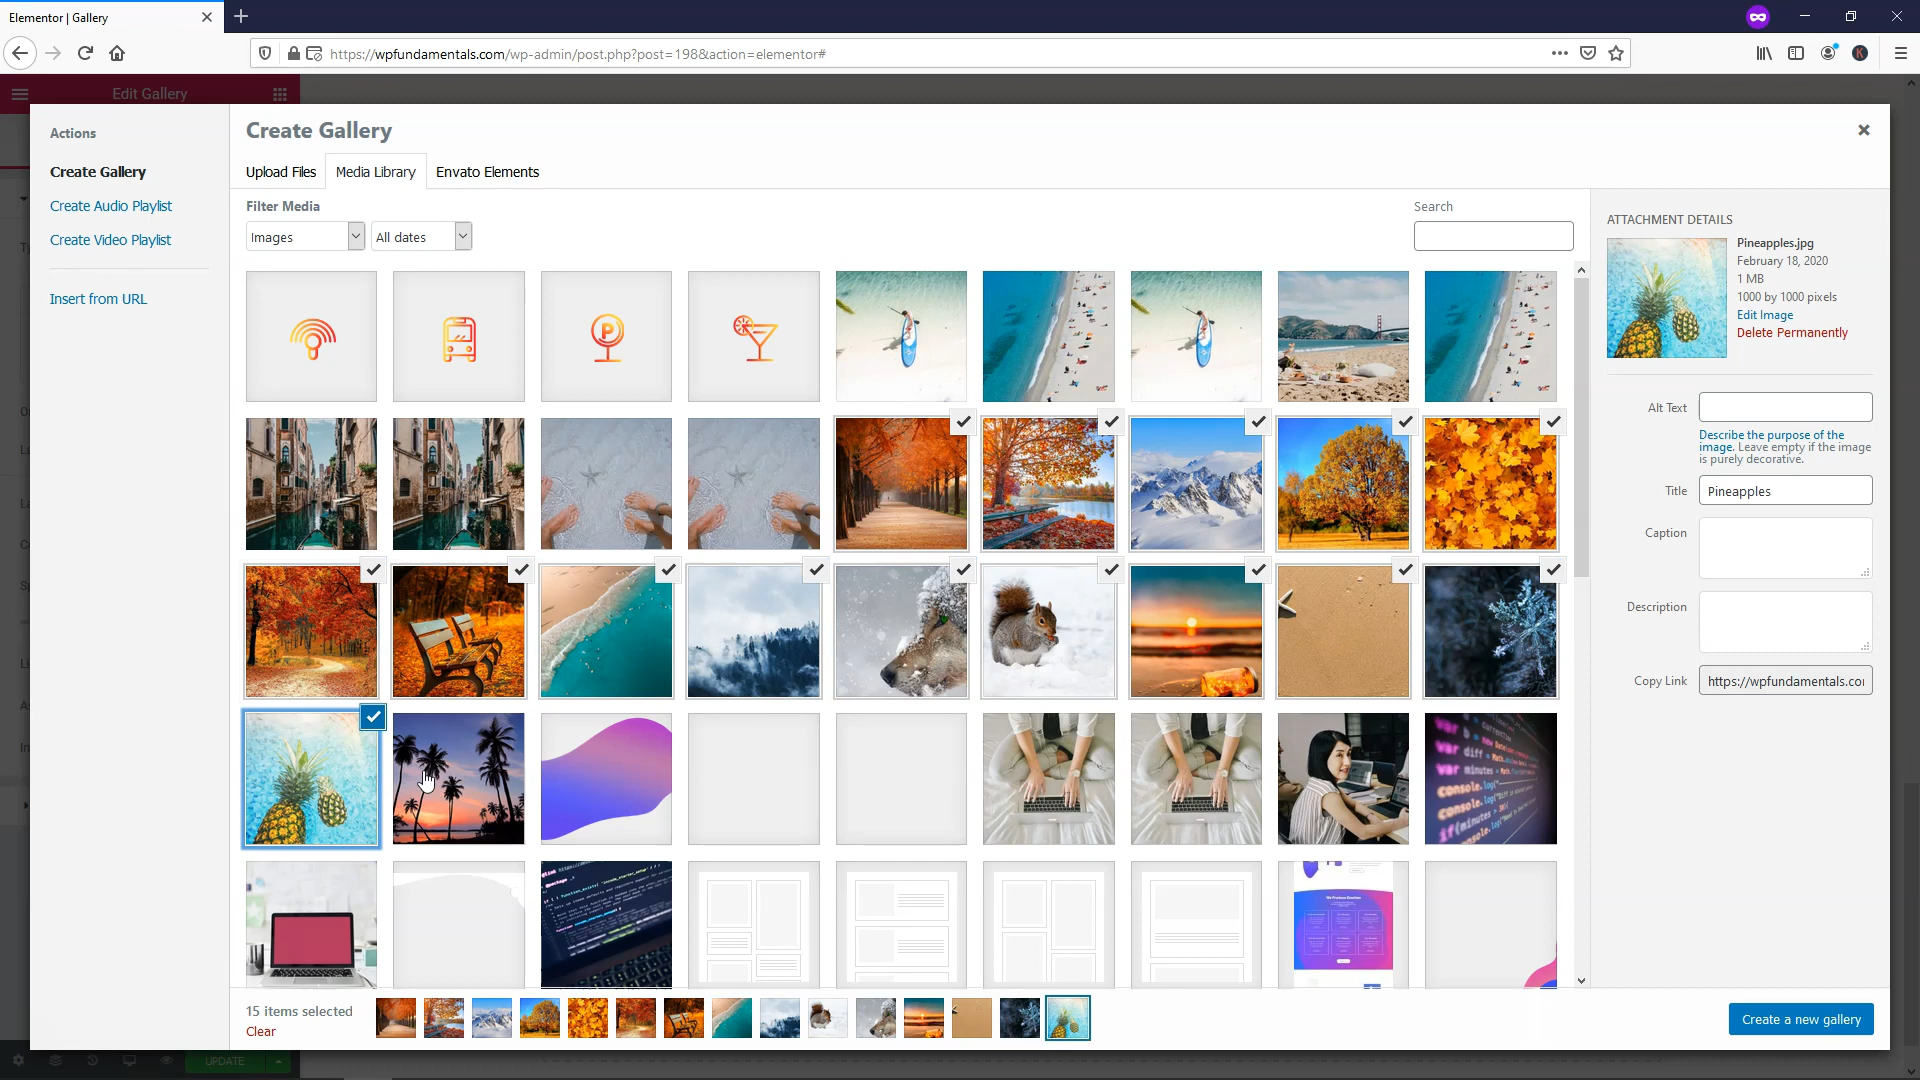 Elementor | Gallery
https://wpfundamentals.com/wp-admin/post.php?post=198&action=elementor#
Edit Gallery
Actions
Create Gallery
Create Audio Playlist
Create Video Playlist
Insert from URL
Create Gallery
Upload Files
Media Library
Envato Elements
Filter Media
Images
All dates
Search
ATTACHMENT DETAILS
Pineapples.jpg
February 18, 2020
1 MB
1000 by 1000 pixels
Edit Image
Delete Permanently
Alt Text
Describe the purpose of the
image. Leave empty if the image
is purely decorative.
Title
Pineapples
Caption
Description
Copy Link
https://wpfundamentals.co
15 items selected
Clear
Create a new gallery
UPDATE